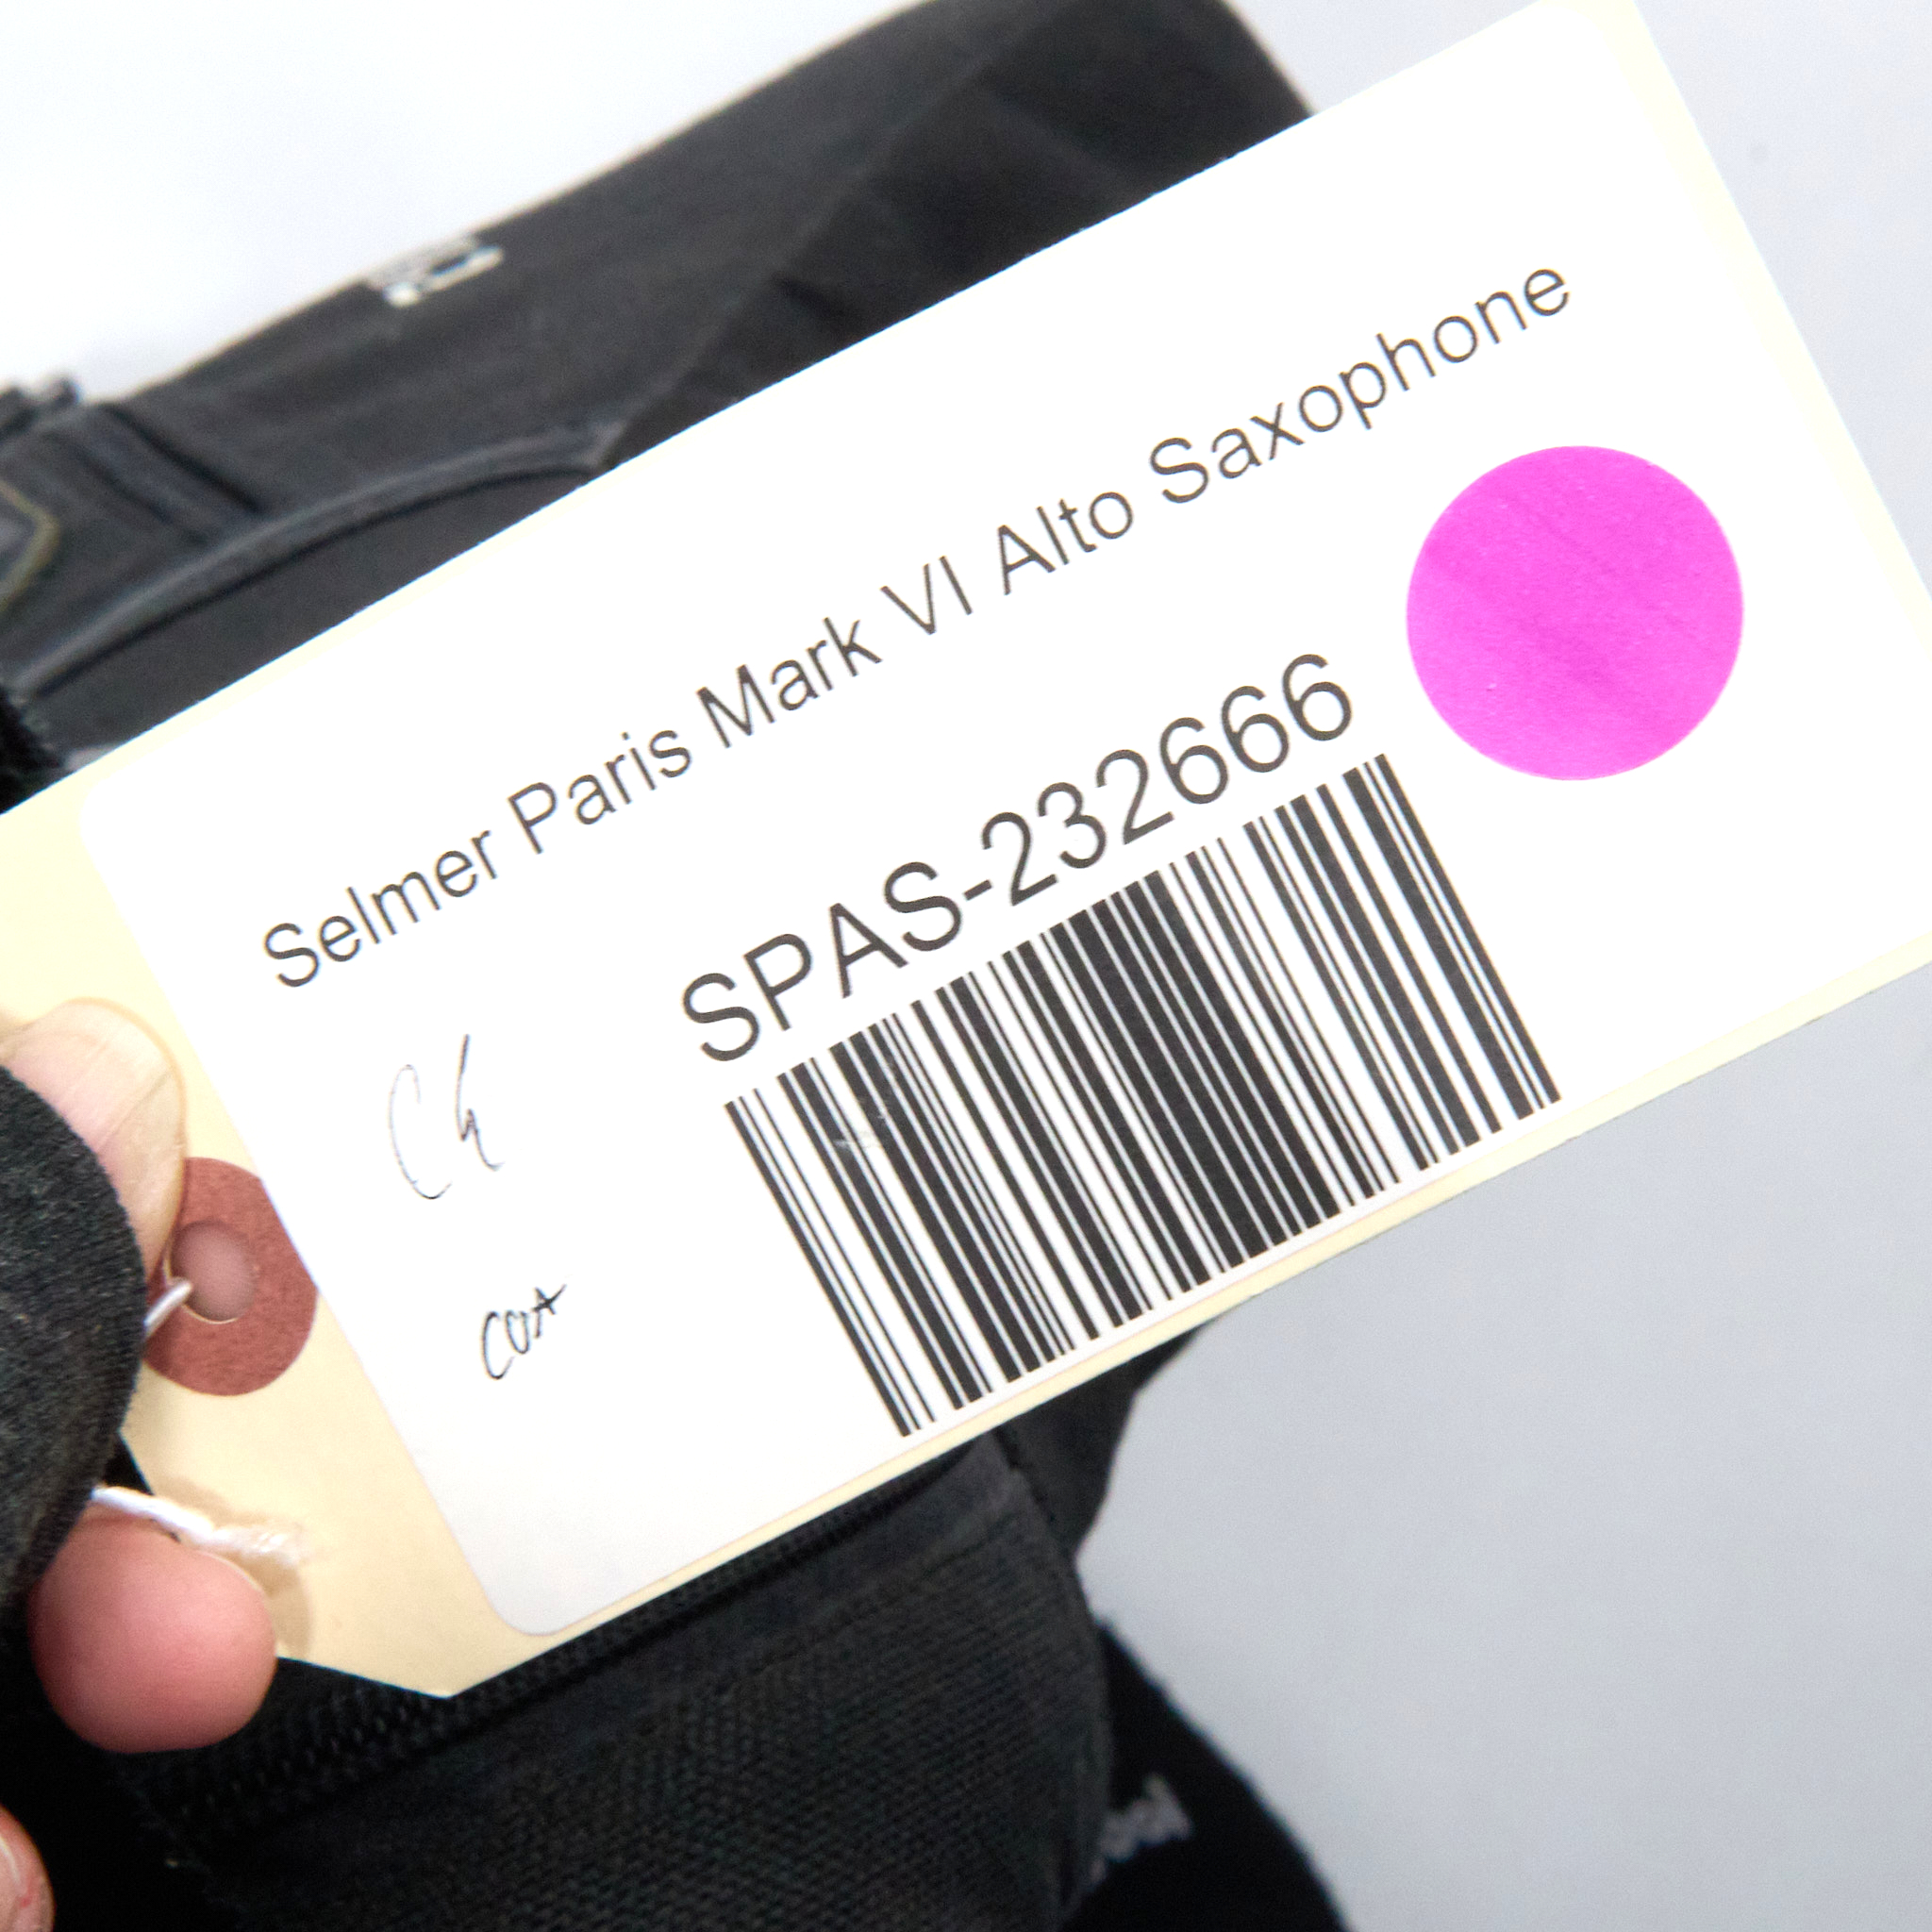 Selmer Paris Mark VI Alto Saxophone
SPAS-232666